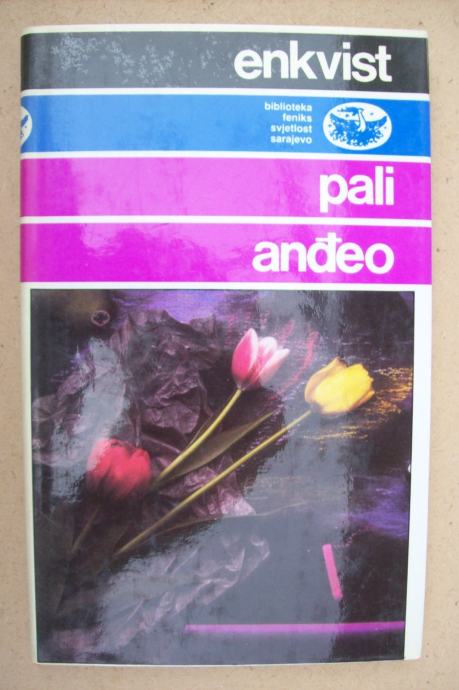 enkvist
biblioteka
feniks
svjetlost
sarajevo
pali
anđeo